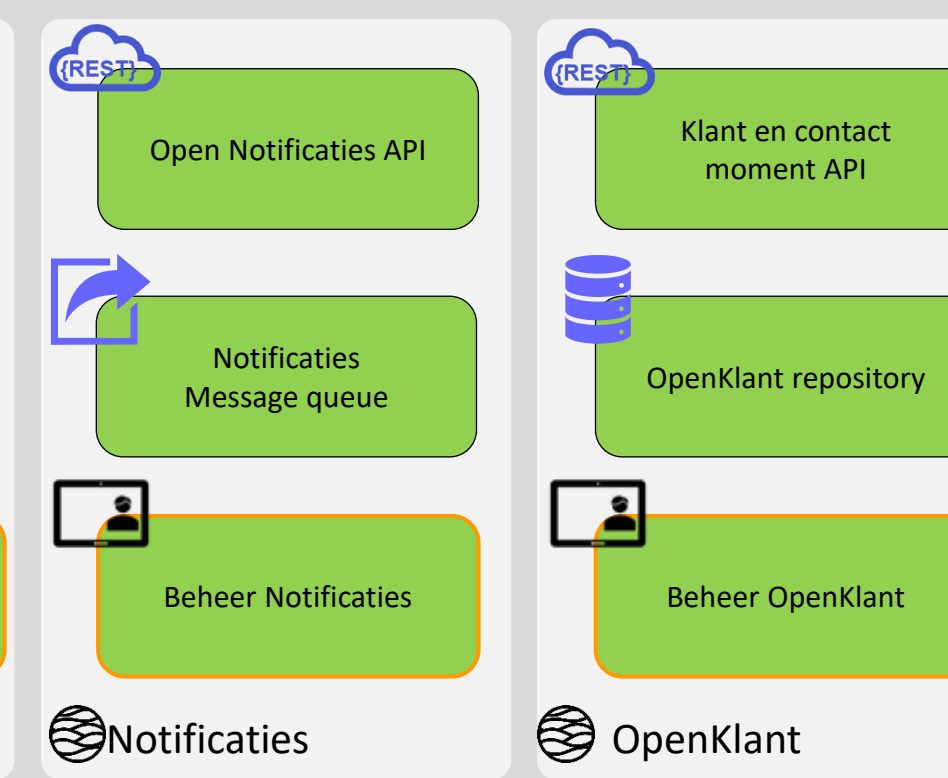 {REST}
Open Notificaties API
Notificaties
Message queue
Beheer Notificaties
Notificaties
{REST}
Klant en contact
moment API
OpenKlant repository
Beheer OpenKlant
OpenKlant